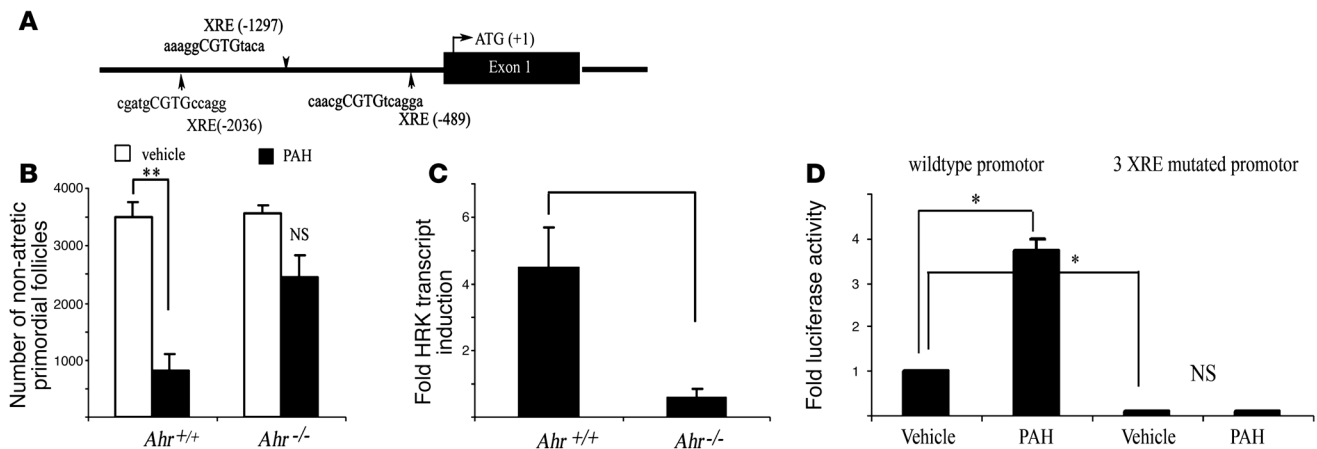 A
XRE (-1297)
aaaggCGTGtaca
ATG (+1)
Exon 1
cgatgCGTGccagg
XRE(-2036)
caacgCGTGtcagga
XRE (-489)
B
vehicle
PAH
**
NS
Number of non-atretic
primordial follicles
4000
3000
2000
1000
Ahr+/+
Ahr-/-
C
Fold HRK transcript
induction
6
4
2
Ahr +/+
Ahr-/-
D
wildtype promotor
3 XRE mutated promotor
*
*
NS
Fold luciferase activity
4
3
2
1
Vehicle
PAH
Vehicle
PAH